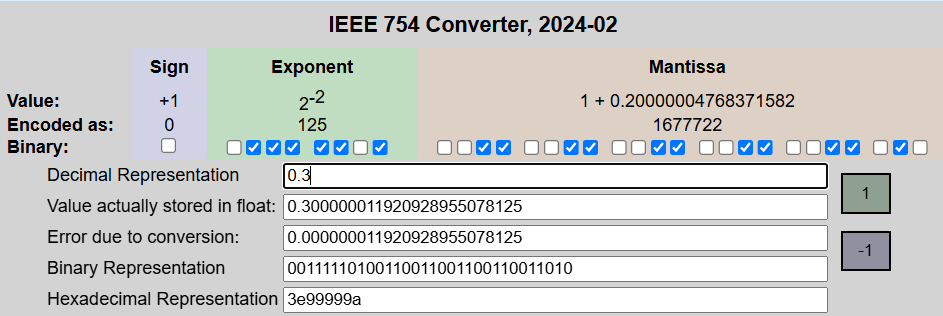 IEEE 754 Converter, 2024-02
Sign Exponent Mantissa
Value: +1 2-2 1 + 0.20000004768371582
Encoded as: 0 125 1677722
Binary:
Decimal Representation 0.3
Value actually stored in float: 0.300000011920928955078125
Error due to conversion: 0.000000011920928955078125
Binary Representation 00111110100110011001100110011010
Hexadecimal Representation 3e99999a
1
-1